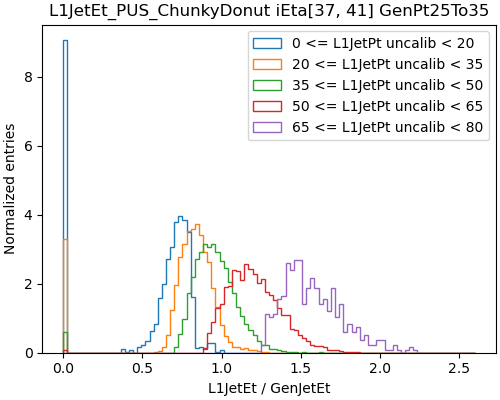 L1JetEt_PUS_ChunkyDonut iEta[37, 41] GenPt25To35
0 <= L1JetPt uncalib < 20
20 <= L1JetPt uncalib < 35
35 <= L1JetPt uncalib < 50
50 <= L1JetPt uncalib < 65
65 <= L1JetPt uncalib < 80
Normalized entries
8
6
4
2
0
0.0 0.5 1.0 1.5 2.0 2.5
L1JetEt / GenJetEt